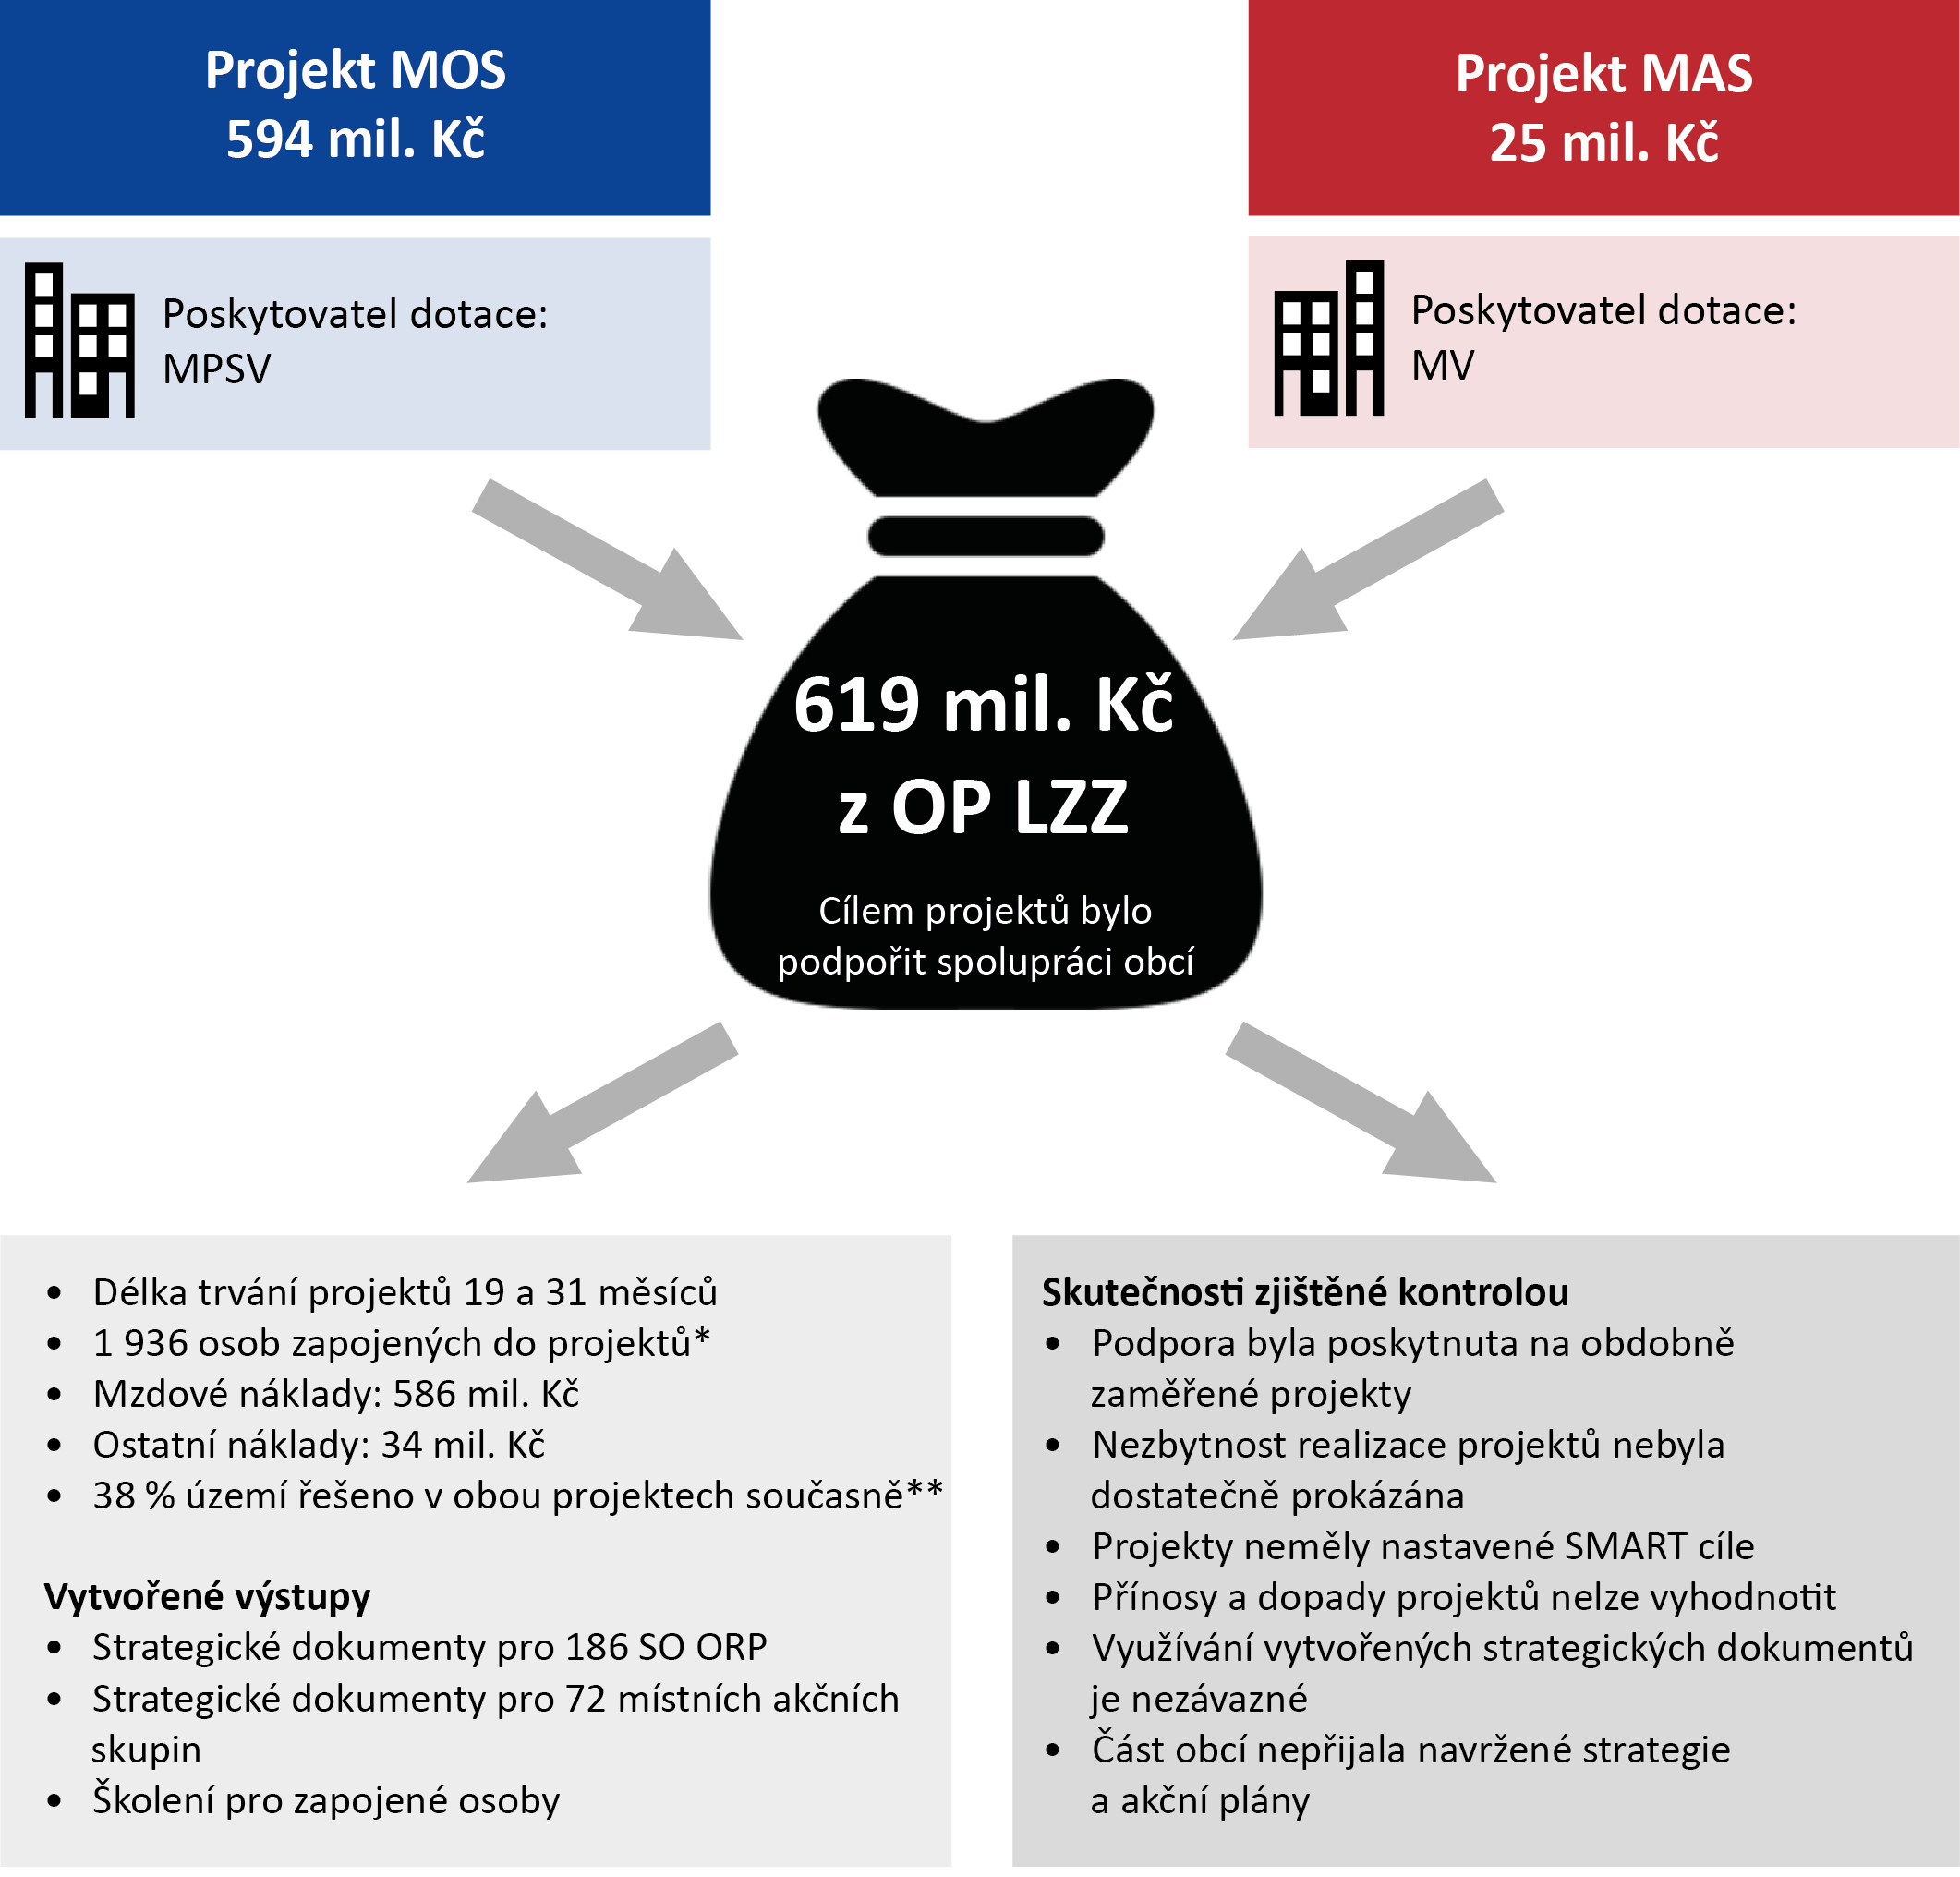 Projekt MOS
594 mil. Kč
Projekt MAS
25 mil. Kč
Poskytovatel dotace:
MPSV
Poskytovatel dotace:
MV
619 mil. Kč
z OP LZZ
Cílem projektů bylo
podpořit spolupráci obcí
• Délka trvání projektů 19 a 31 měsíců
• 1 936 osob zapojených do projektů*
• Mzdové náklady: 586 mil. Kč
• Ostatní náklady: 34 mil. Kč
• 38 % území řešeno v obou projektech současně**
Vytvořené výstupy
• Strategické dokumenty pro 186 SO ORP
• Strategické dokumenty pro 72 místních akčních
skupin
• Školení pro zapojené osoby
Skutečnosti zjištěné kontrolou
• Podpora byla poskytnuta na obdobně
zaměřené projekty
• Nezbytnost realizace projektů nebyla
dostatečně prokázána
• Projekty neměly nastavené SMART cíle
• Přínosy a dopady projektů nelze vyhodnotit
• Využívání vytvořených strategických dokumentů
je nezávazné
• Část obcí nepřijala navržené strategie
a akční plány